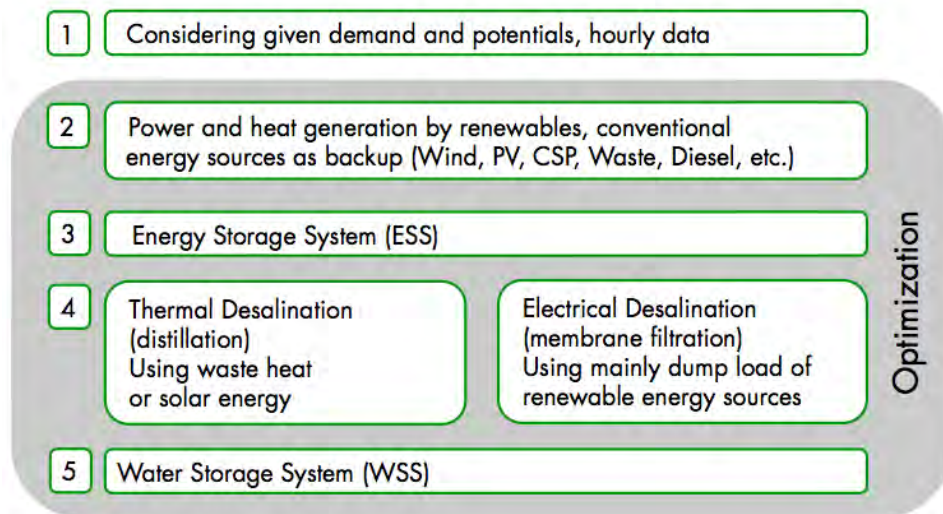 1 Considering given demand and potentials, hourly data
2 Power and heat generation by renewables, conventional
energy sources as backup (Wind, PV, CSP, Waste, Diesel, etc.)
3 Energy Storage System (ESS)
4 Thermal Desalination
(distillation)
Using waste heat
or solar energy
Electrical Desalination
(membrane filtration)
Using mainly dump load of
renewable energy sources
5 Water Storage System (WSS)
Optimization